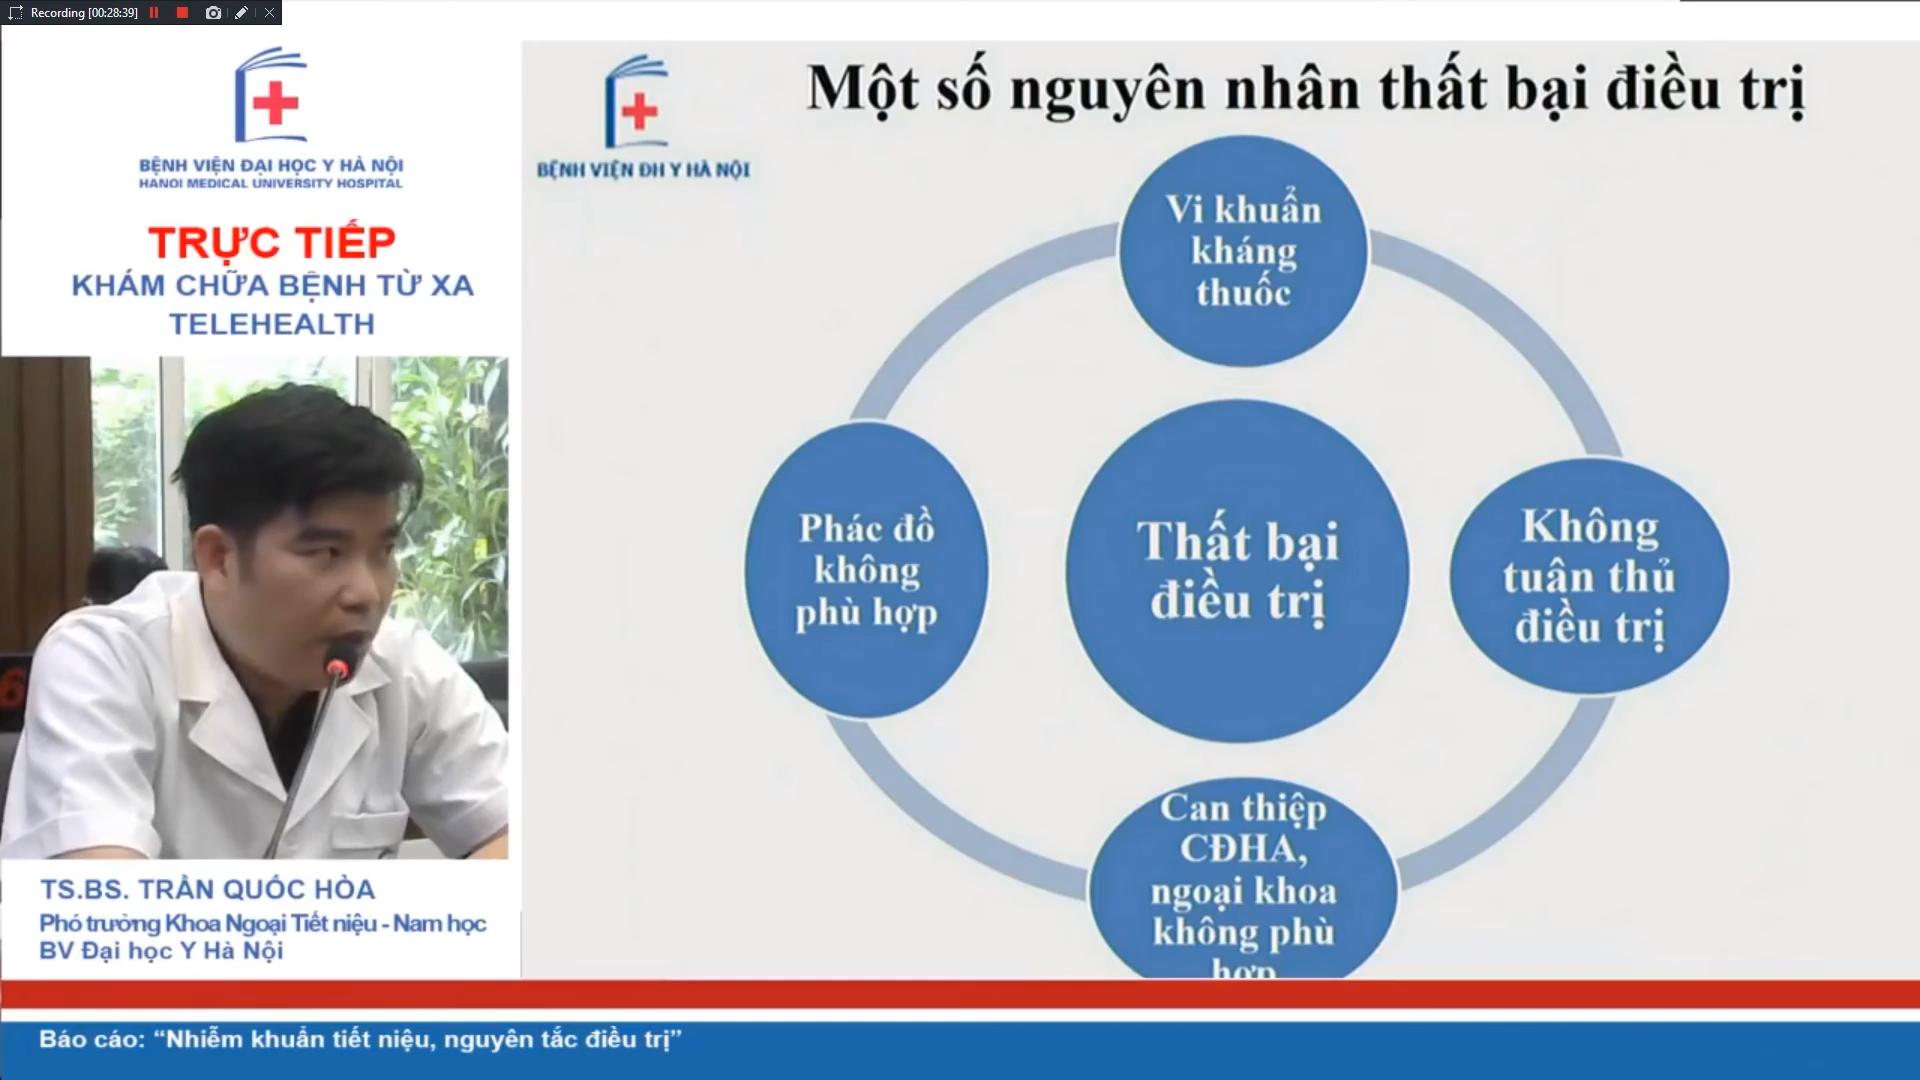 Recording [00:28:39]
BỆNH VIỆN ĐẠI HỌC Y HÀ NỘI
HANOI MEDICAL UNIVERSITY HOSPITAL
TRỰC TIẾP
KHÁM CHỮA BỆNH TỪ XA
TELEHEALTH
TS.BS. TRẦN QUỐC HÒA
Phó trưởng Khoa Ngoại Tiết niệu - Nam học
BV Đại học Y Hà Nội
BỆNH VIỆN ĐH Y HÀ NỘI
Một số nguyên nhân thất bại điều trị
Vi khuẩn
kháng
thuốc
Phác đồ
không
phù hợp
Thất bại
điều trị
Không
tuân thủ
điều trị
Can thiệp
CĐHA,
ngoại khoa
không phù
hợp
Báo cáo: “Nhiễm khuẩn tiết niệu, nguyên tắc điều trị”